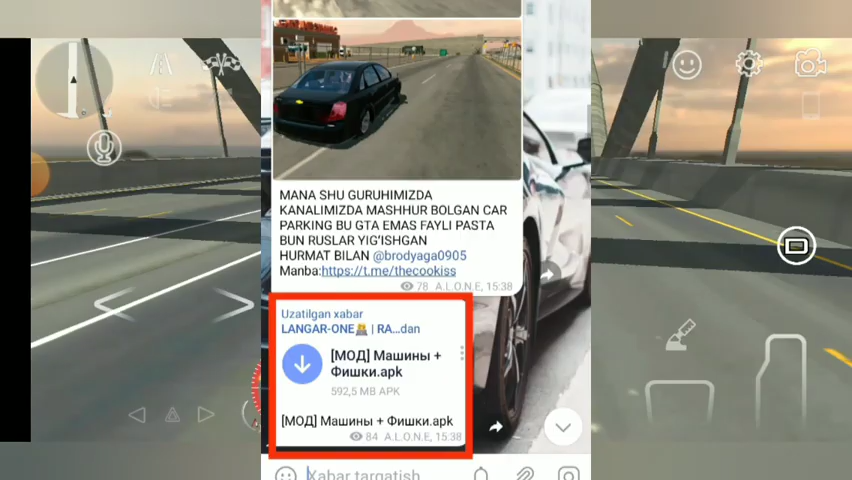 MANA SHU GURUHIMIZDA
KANALIMIZDA MASHHUR BOLGAN CAR
PARKING BU GTA EMAS FAYLI PASTA
BUN RUSLAR YIG'ISHGAN
HURMAT BILAN @brodyaga0905
Manba:https://t.me/thecookiss
78 A.L.O.N.E, 15:38
Uzatilgan xabar
LANGAR-ONE | RA...dan
[МОД] Машины +
Фишки.apk
592,5 MB APK
[МОД] Машины + Фишки.apk
84 A.L.O.N.E, 15:38
Xabar tarqatish